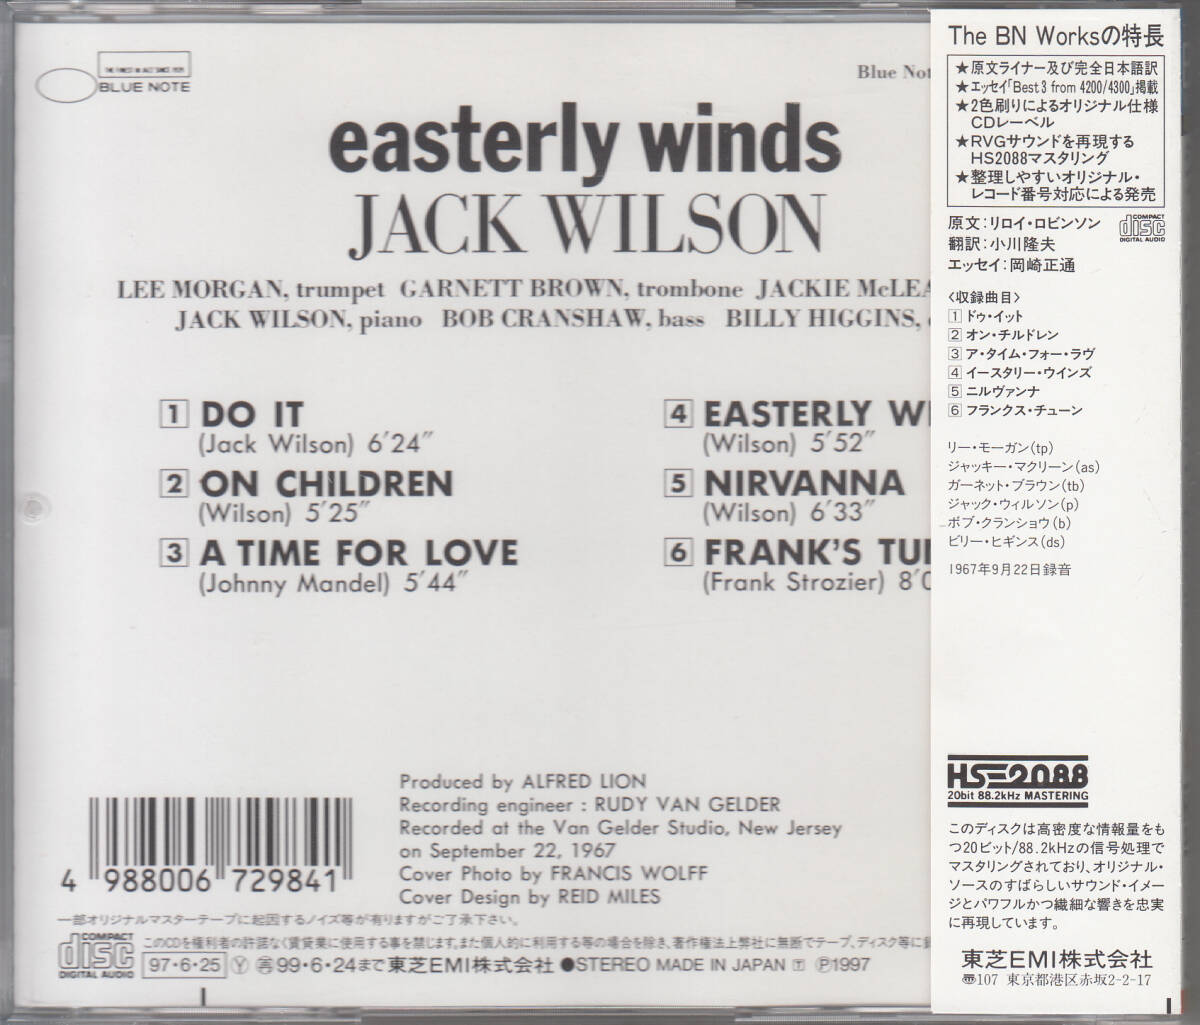 THE FINEST IN JAZZ SINCE 1939
BLUE NOTE
Blue Not
easterly winds
JACK WILSON
LEE MORGAN, trumpet GARNETT BROWN, trombone JACKIE McLEA
JACK WILSON, piano BOB CRANSHAW, bass BILLY HIGGINS,
1 DO IT
(Jack Wilson) 6′24″
2 ON CHILDREN
(Wilson) 5′25″
3 A TIME FOR LOVE
(Johnny Mandel) 5′44″
4 EASTERLY WI
(Wilson) 5′52″
5 NIRVANNA
(Wilson) 6′33″
6 FRANK'S TU
(Frank Strozier) 8′0
Produced by ALFRED LION
Recording engineer : RUDY VAN GELDER
Recorded at the Van Gelder Studio, New Jersey
on September 22, 1967
Cover Photo by FRANCIS WOLFF
Cover Design by REID MILES
4 988006 729841
一部オリジナルマスターテープに起因するノイズ等が有りますがご了承下さい。
COMPACT
disc
DIGITAL AUDIO
このCDを権利者の許諾なく賃貸業に使用する事を禁じます。また個人的に利用する等の場合を除き、著作権法上弊社に無断でテープ、ディスク等に録
97・6・25 Ⓨ 再99・6・24まで 東芝EMI株式会社 ●STEREO MADE IN JAPAN T Ⓟ1997
The BN Worksの特長
★原文ライナー及び完全日本語訳
★エッセイ「Best 3 from 4200/4300」掲載
★2色刷りによるオリジナル仕様
CDレーベル
★RVGサウンドを再現する
HS2088マスタリング
★整理しやすいオリジナル・
レコード番号対応による発売
原文:リロイ・ロビンソン
翻訳:小川隆夫
エッセイ:岡崎正通
COMPACT
disc
DIGITAL AUDIO
〈収録曲目〉
1 ドゥ・イット
2 オン・チルドレン
3 ア・タイム・フォー・ラヴ
4 イースタリー・ウインズ
5 ニルヴァンナ
6 フランクス・チューン
リー・モーガン(tp)
ジャッキー・マクリーン(as)
ガーネット・ブラウン(tb)
ジャック・ウィルソン(p)
ボブ・クランショウ(b)
ビリー・ヒギンス(ds)
1967年9月22日録音
HS-2088
20bit 88.2kHz MASTERING
このディスクは高密度な情報量をも
つ20ビット/88.2kHzの信号処理で
マスタリングされており、オリジナル・
ソースのすばらしいサウンド・イメー
ジとパワフルかつ繊細な響きを忠実
に再現しています。
東芝EMI株式会社
〒107 東京都港区赤坂2-2-17